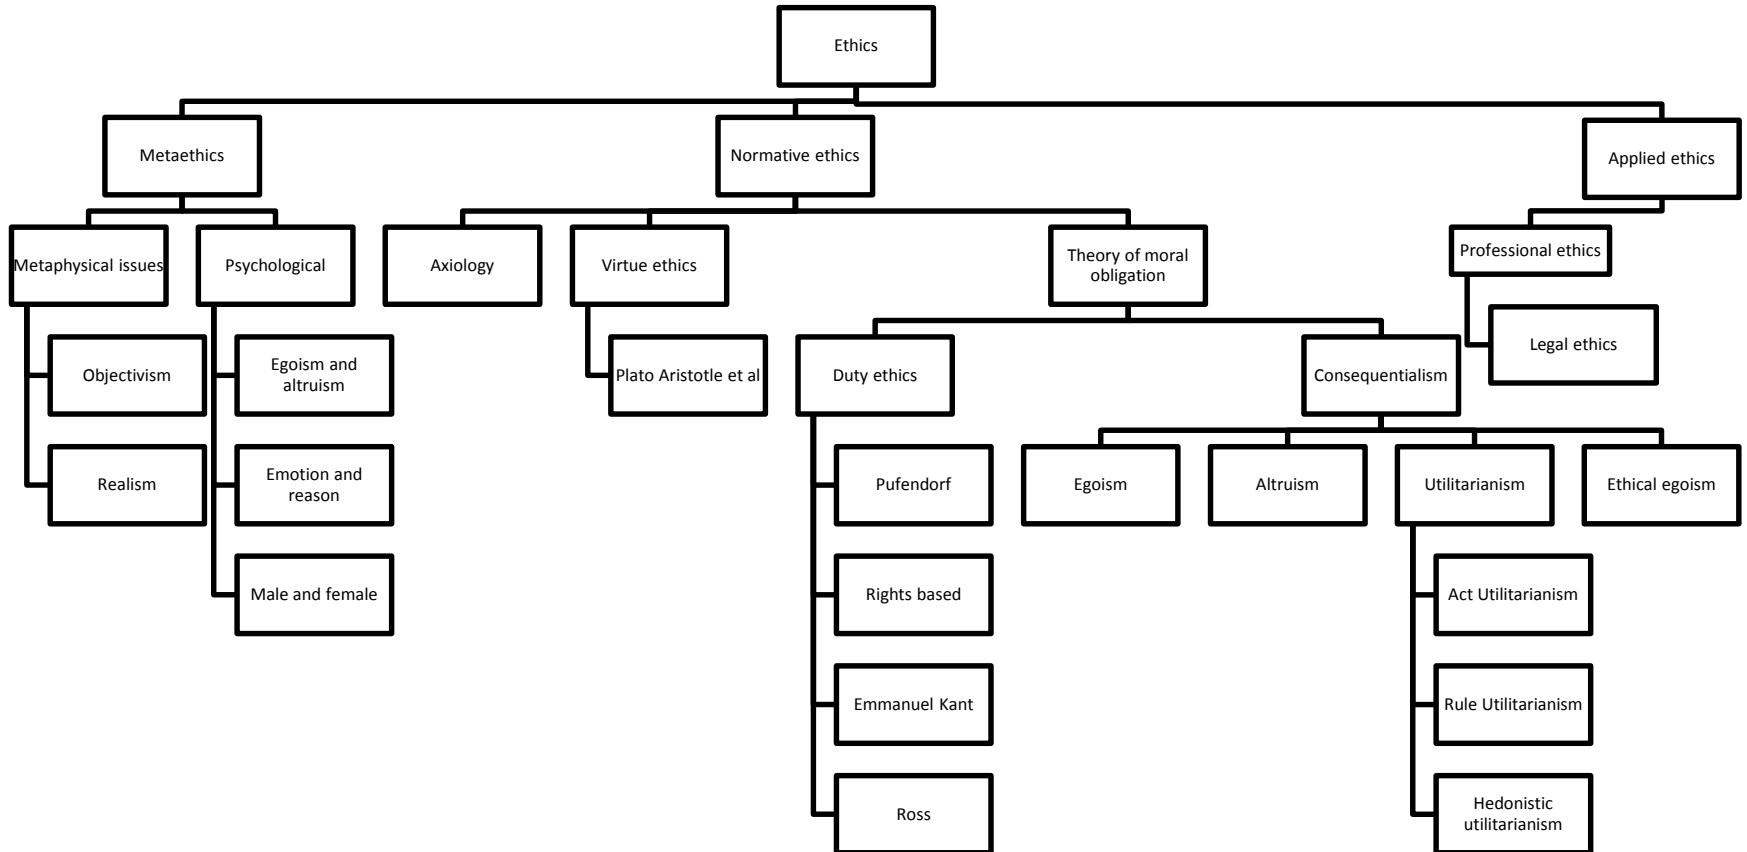 Ethics
Metaethics
Normative ethics
Applied ethics
Metaphysical issues
Psychological
Axiology
Virtue ethics
Theory of moral
obligation
Professional ethics
Legal ethics
Objectivism
Egoism and
altruism
Plato Aristotle et al
Duty ethics
Consequentialism
Realism
Emotion and
reason
Pufendorf
Egoism
Altruism
Utilitarianism
Ethical egoism
Male and female
Rights based
Act Utilitarianism
Emmanuel Kant
Rule Utilitarianism
Ross
Hedonistic
utilitarianism